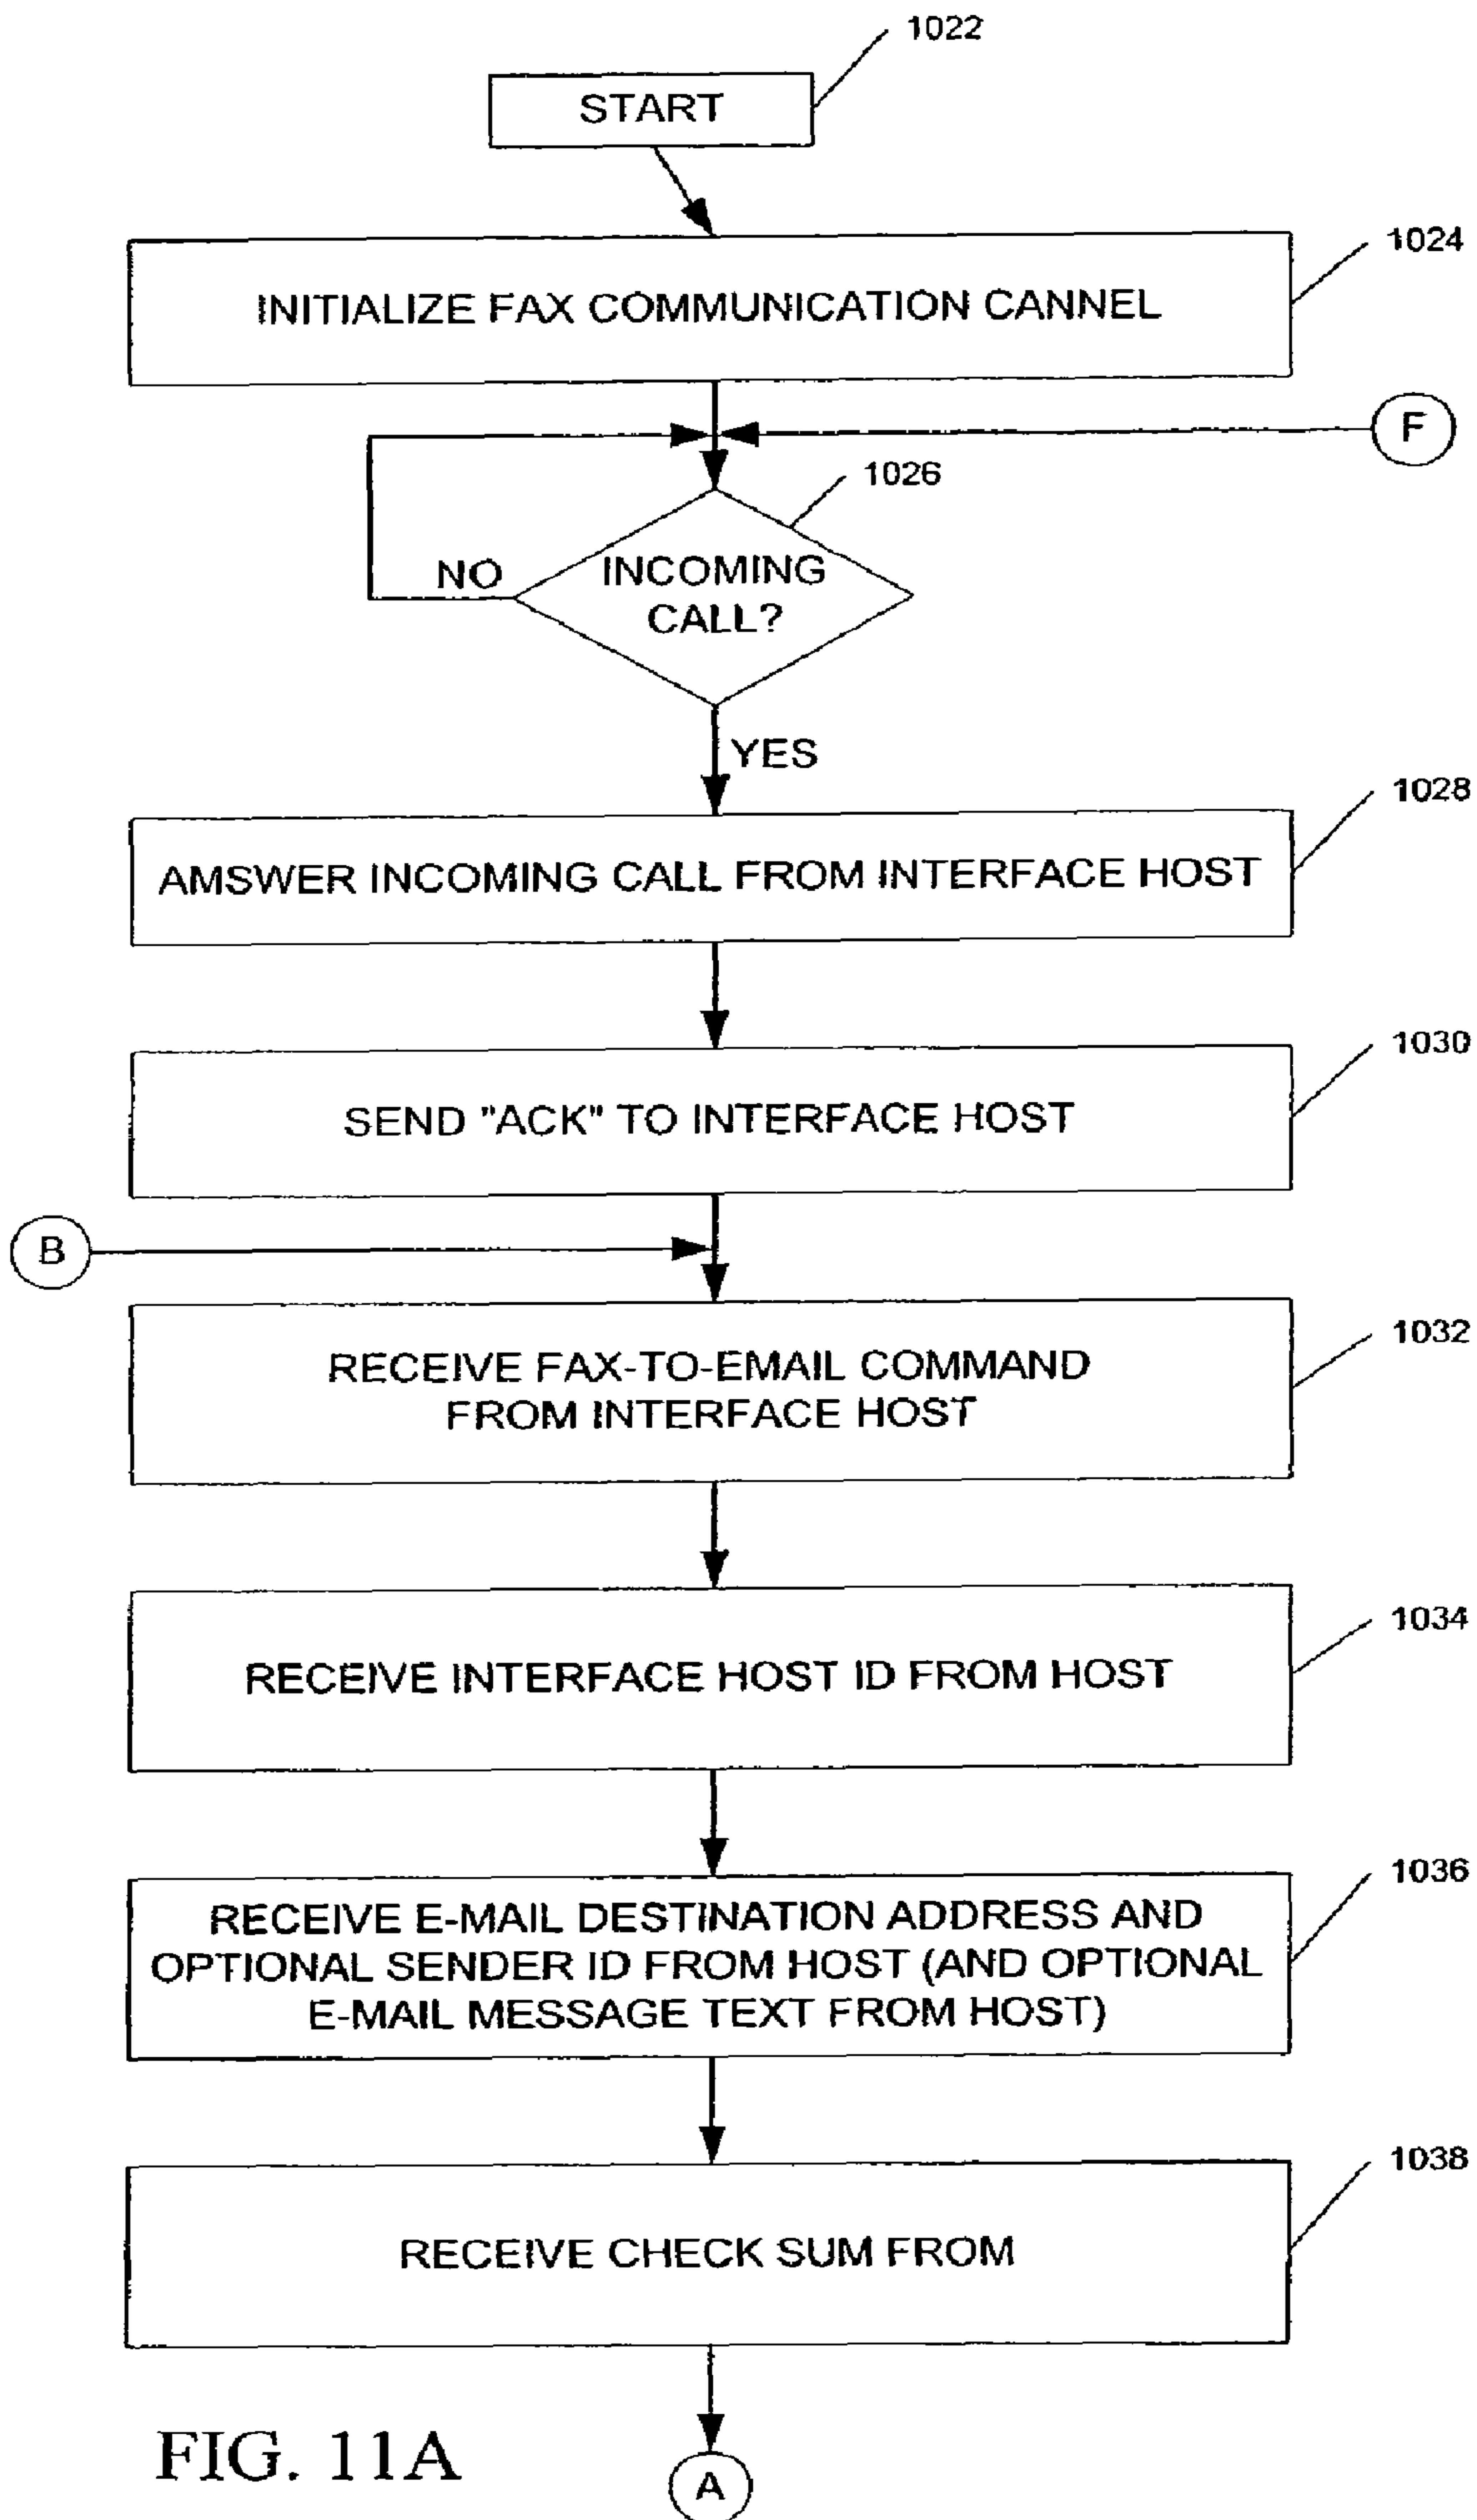 1022
START
1024
INITIALIZE FAX COMMUNICATION CANNEL
F
1026
NO
INCOMING
CALL?
YES
1028
AMSWER INCOMING CALL FROM INTERFACE HOST
1030
SEND "ACK" TO INTERFACE HOST
B
1032
RECEIVE FAX-TO-EMAIL COMMAND
FROM INTERFACE HOST
1034
RECEIVE INTERFACE HOST ID FROM HOST
1036
RECEIVE E-MAIL DESTINATION ADDRESS AND
OPTIONAL SENDER ID FROM HOST (AND OPTIONAL
E-MAIL MESSAGE TEXT FROM HOST)
1038
RECEIVE CHECK SUM FROM
FIG. 11A
A